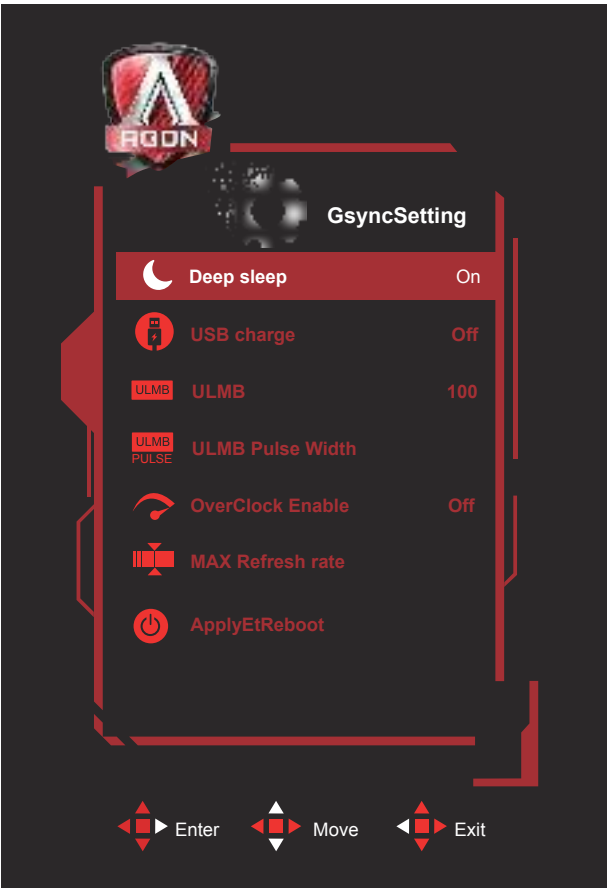 AGON
GsyncSetting
Deep sleep On
USB charge Off
ULMB ULMB 100
ULMB
PULSE
ULMB Pulse Width
OverClock Enable Off
MAX Refresh rate
ApplyEtReboot
Enter Move Exit